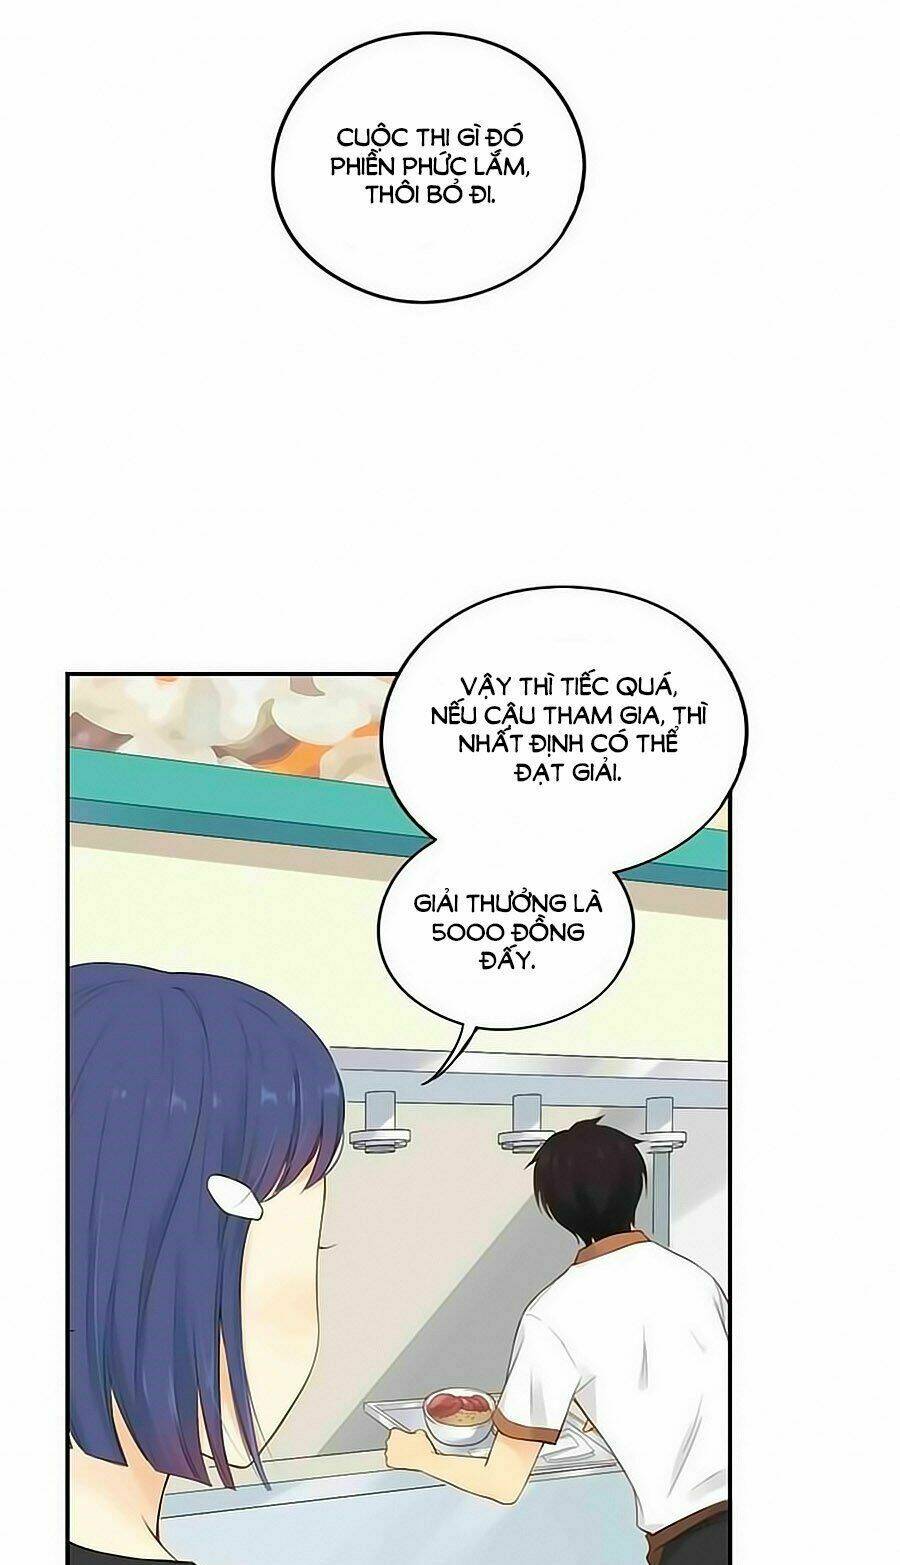 CUỘC THI GÌ ĐÓ
PHIỀN PHỨC LẮM,
THÔI BỎ ĐI.
VẬY THÌ TIẾC QUÁ,
NẾU CẬU THAM GIA, THÌ
NHẤT ĐỊNH CÓ THỂ
ĐẠT GIẢI.
GIẢI THƯỞNG LÀ
5000 ĐỒNG
ĐẤY.